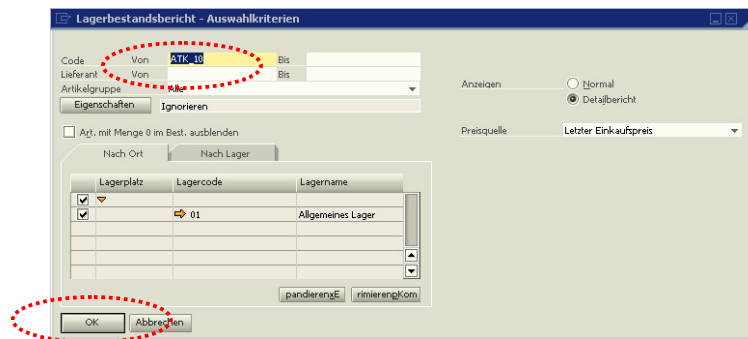 Lagerbestandsbericht - Auswahlkriterien
Code Von ATK_10 Bis
Lieferant Von Bis
Artikelgruppe Alle
Eigenschaften Ignorieren
Anzeigen Normal
Detailbericht
Art. mit Menge 0 im Best. ausblenden
Preisquelle Letzter Einkaufspreis
Nach Ort Nach Lager
Lagerplatz Lagercode Lagername
01 Allgemeines Lager
pandierenxE rimierenpKom
OK Abbrechen